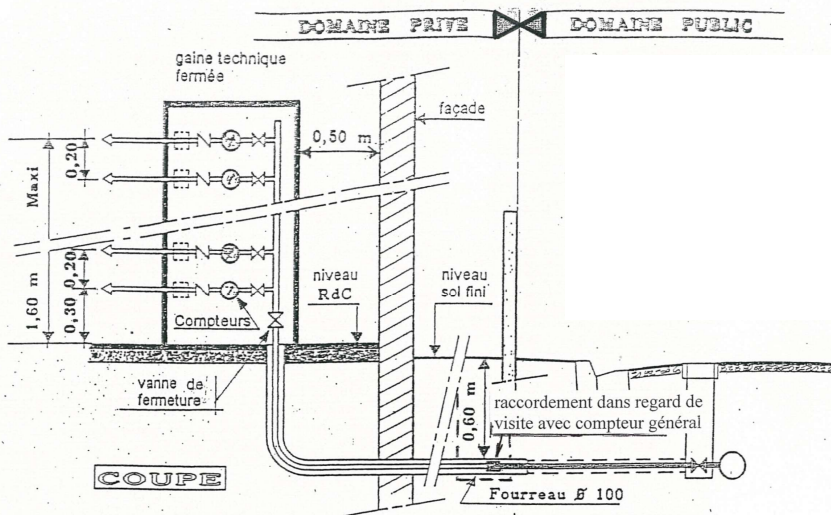 DOMAINE PRIVE
DOMAINE PUBLIC
gaine technique
fermée
façade
0,50 m
0,20
Maxi
1,60 m
0,20
0,30
niveau
RdC
niveau
sol fini
Compteurs
vanne de
fermeture
0,60 m
raccordement dans regard de
visite avec compteur général
COUPE
Fourreau Ø 100